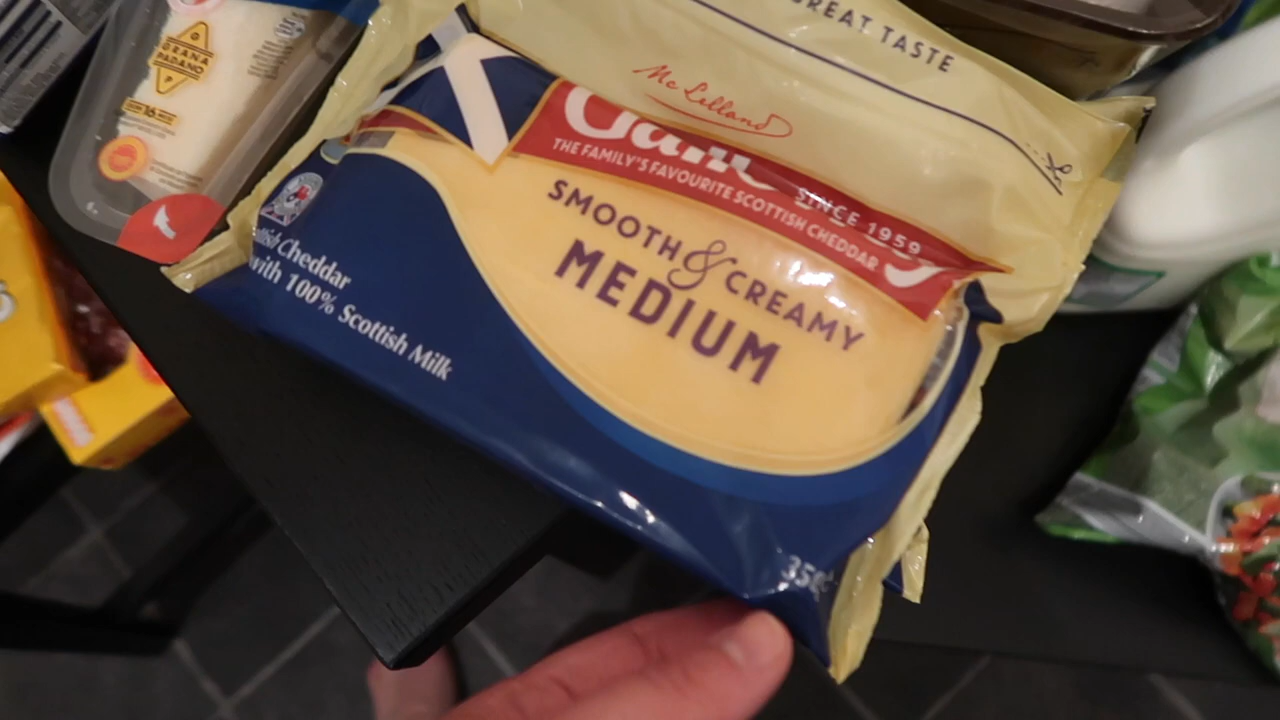 GREAT TASTE
McLelland
SINCE 1959
THE FAMILY'S FAVOURITE SCOTTISH CHEDDAR
SMOOTH & CREAMY
MEDIUM
Cheddar
with 100% Scottish Milk
GRANA
PADANO